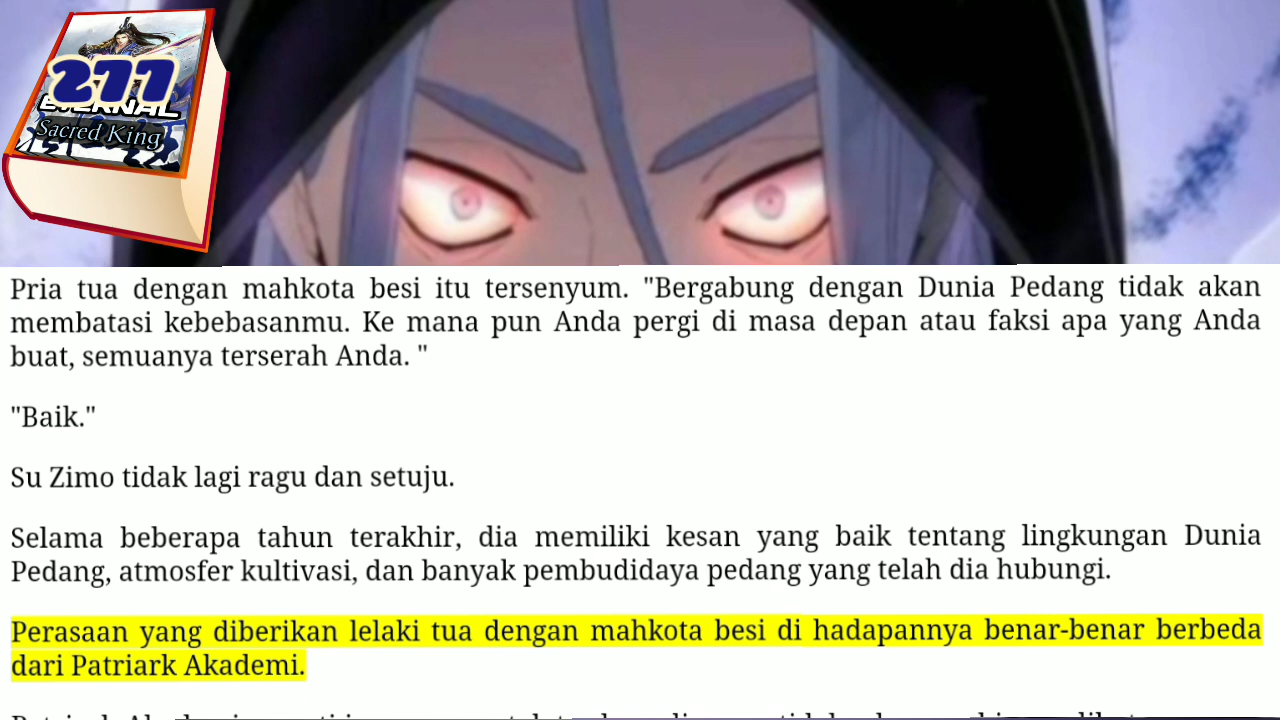 277
ETERNAL
Sacred King
Pria tua dengan mahkota besi itu tersenyum. "Bergabung dengan Dunia Pedang tidak akan
membatasi kebebasanmu. Ke mana pun Anda pergi di masa depan atau faksi apa yang Anda
buat, semuanya terserah Anda. "
"Baik."
Su Zimo tidak lagi ragu dan setuju.
Selama beberapa tahun terakhir, dia memiliki kesan yang baik tentang lingkungan Dunia
Pedang, atmosfer kultivasi, dan banyak pembudidaya pedang yang telah dia hubungi.
Perasaan yang diberikan lelaki tua dengan mahkota besi di hadapannya benar-benar berbeda
dari Patriark Akademi.